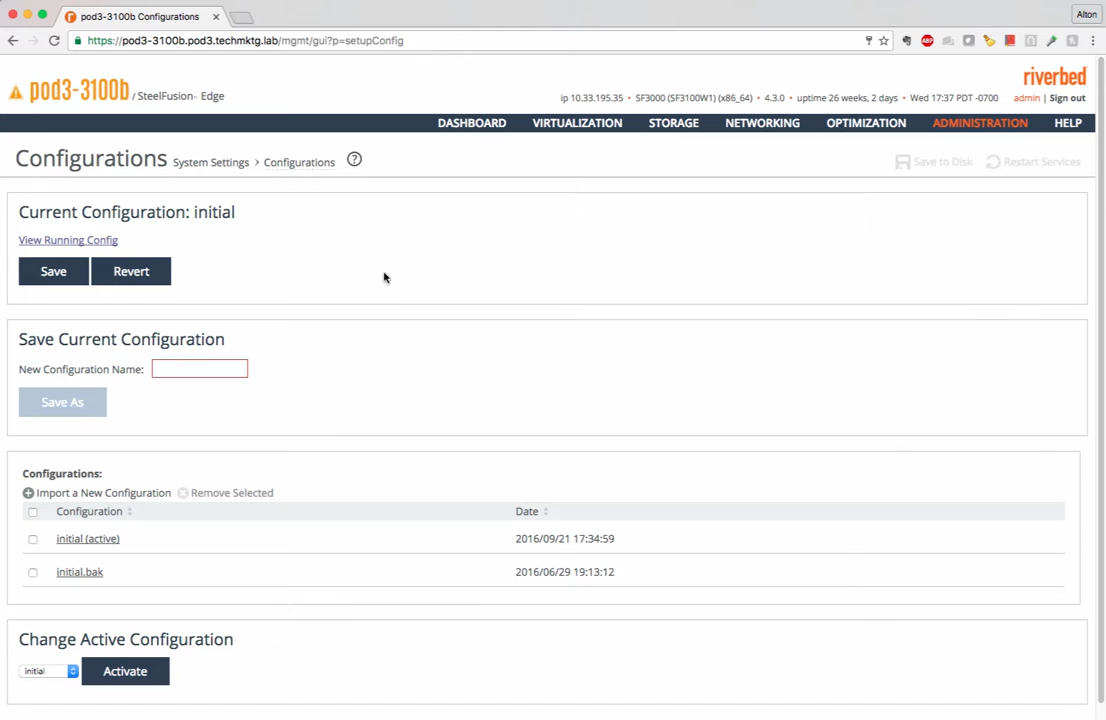 pod3-3100b Configurations
Alton
https://pod3-3100b.pod3.techmktg.lab/mgmt/gui?p=setupConfig
ABP
riverbed
pod3-3100b / SteelFusion™ Edge
ip 10.33.195.35 • SF3000 (SF3100W1) (x86_64) • 4.3.0 • uptime 26 weeks, 2 days • Wed 17:37 PDT -0700 admin | Sign out
DASHBOARD VIRTUALIZATION STORAGE NETWORKING OPTIMIZATION ADMINISTRATION HELP
Configurations System Settings > Configurations ? Save to Disk Restart Services
Current Configuration: initial
View Running Config
Save Revert
Save Current Configuration
New Configuration Name:
Save As
Configurations:
Import a New Configuration Remove Selected
Configuration Date
initial (active) 2016/09/21 17:34:59
initial.bak 2016/06/29 19:13:12
Change Active Configuration
initial Activate